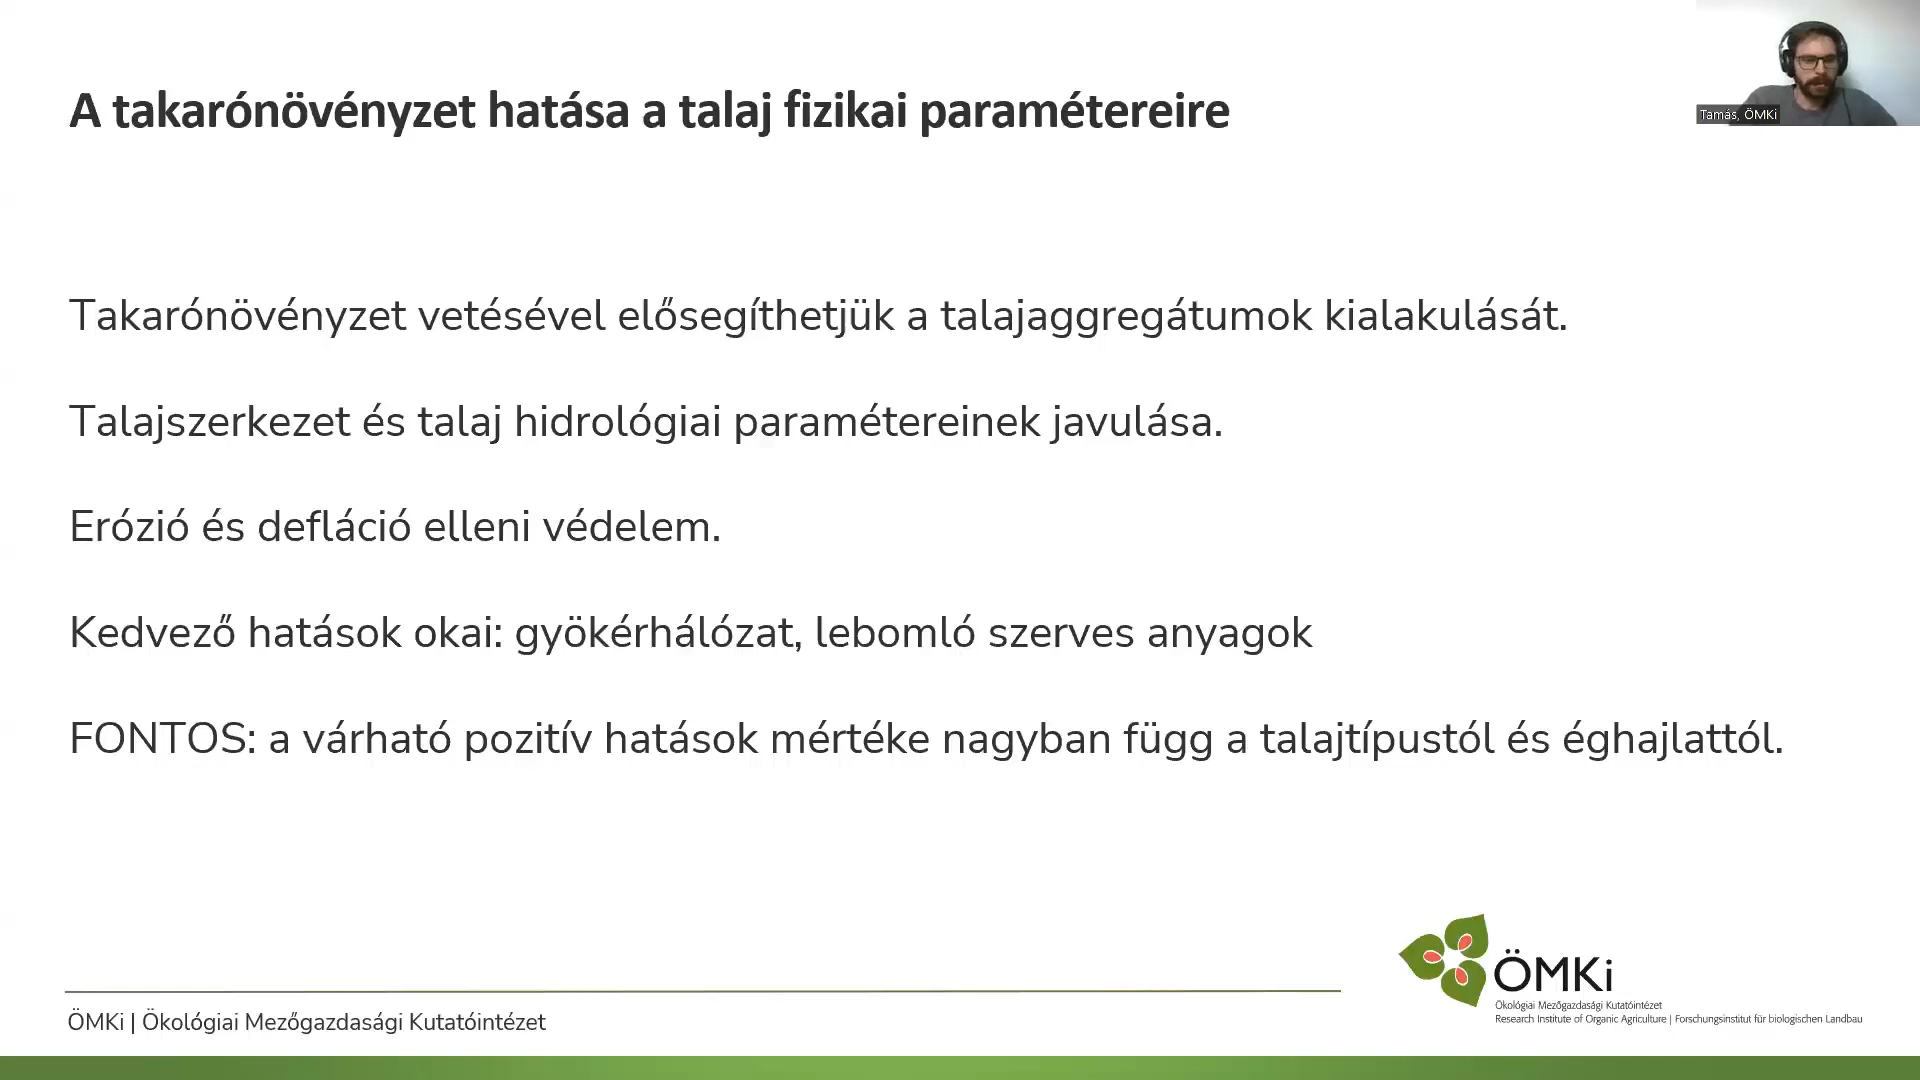 A takarónövényzet hatása a talaj fizikai paramétereire
Tamás, ÖMKi
Takarónövényzet vetésével elősegíthetjük a talajaggregátumok kialakulását.
Talajszerkezet és talaj hidrológiai paramétereinek javulása.
Erózió és defláció elleni védelem.
Kedvező hatások okai: gyökérhálózat, lebomló szerves anyagok
FONTOS: a várható pozitív hatások mértéke nagyban függ a talajtípustól és éghajlattól.
ÖMKi
Ökológiai Mezőgazdasági Kutatóintézet
Research Institute of Organic Agriculture | Forschungsinstitut für biologischen Landbau
ÖMKi | Ökológiai Mezőgazdasági Kutatóintézet